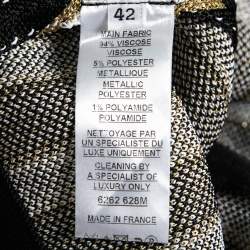 42
MAIN FABRIC
94% VISCOSE
VISCOSE
5% POLYESTER
METALLIQUE
METALLIC
POLYESTER
1% POLYAMIDE
POLYAMIDE
NETTOYAGE PAR
UN SPECIALISTE DU
LUXE UNIQUEMENT
CLEANING BY
A SPECIALIST OF
LUXURY ONLY
6262 628M
MADE IN FRANCE